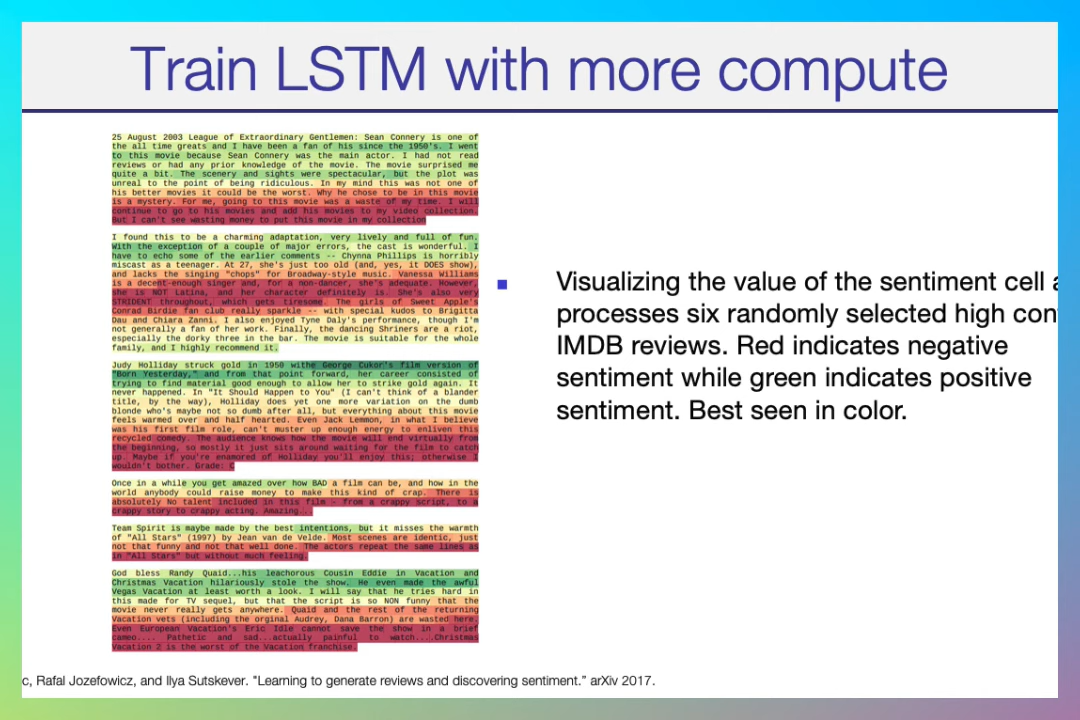 Train LSTM with more compute
25 August 2003 League of Extraordinary Gentlemen: Sean Connery is one of
the all time greats and I have been a fan of his since the 1950's. I went
to this movie because Sean Connery was the main actor. I had not read
reviews or had any prior knowledge of the movie. The movie surprised me
quite a bit. The scenery and sights were spectacular, but the plot was
unreal to the point of being ridiculous. In my mind this was not one of
his better movies it could be the worst. Why he chose to be in this movie
is a mystery. For me, going to this movie was a waste of my time. I will
continue to go to his movies and add his movies to my video collection.
But I can't see wasting money to put this movie in my collection
I found this to be a charming adaptation, very lively and full of fun.
With the exception of a couple of major errors, the cast is wonderful. I
have to echo some of the earlier comments -- Chynna Phillips is horribly
miscast as a teenager. At 27, she's just too old (and, yes, it DOES show),
and lacks the singing "chops" for Broadway-style music. Vanessa Williams
is a decent-enough singer and, for a non-dancer, she's adequate. However,
she is NOT Latina, and her character definitely is. She's also very
STRIDENT throughout, which gets tiresome. The girls of Sweet Apple's
Conrad Birdie fan club really sparkle -- with special kudos to Brigitta
Dau and Chiara Zanni. I also enjoyed Tyne Daly's performance, though I'm
not generally a fan of her work. Finally, the dancing Shriners are a riot,
especially the dorky three in the bar. The movie is suitable for the whole
family, and I highly recommend it.
Judy Holliday struck gold in 1950 withe George Cukor's film version of
"Born Yesterday," and from that point forward, her career consisted of
trying to find material good enough to allow her to strike gold again. It
never happened. In "It Should Happen to You" (I can't think of a blander
title, by the way), Holliday does yet one more variation on the dumb
blonde who's maybe not so dumb after all, but everything about this movie
feels warmed over and half hearted. Even Jack Lemmon, in what I believe
was his first film role, can't muster up enough energy to enliven this
recycled comedy. The audience knows how the movie will end virtually from
the beginning, so mostly it just sits around waiting for the film to catch
up. Maybe if you're enamored of Holliday you'll enjoy this; otherwise I
wouldn't bother. Grade: C
Once in a while you get amazed over how BAD a film can be, and how in the
world anybody could raise money to make this kind of crap. There is
absolutely No talent included in this film - from a crappy script, to a
crappy story to crappy acting. Amazing...
Team Spirit is maybe made by the best intentions, but it misses the warmth
of "All Stars" (1997) by Jean van de Velde. Most scenes are identic, just
not that funny and not that well done. The actors repeat the same lines as
in "All Stars" but without much feeling.
God bless Randy Quaid...his leachorous Cousin Eddie in Vacation and
Christmas Vacation hilariously stole the show. He even made the awful
Vegas Vacation at least worth a look. I will say that he tries hard in
this made for TV sequel, but that the script is so NON funny that the
movie never really gets anywhere. Quaid and the rest of the returning
Vacation vets (including the orginal Audrey, Dana Barron) are wasted here.
Even European Vacation's Eric Idle cannot save the show in a brief
cameo.... Pathetic and sad...actually painful to watch....Christmas
Vacation 2 is the worst of the Vacation franchise.
Visualizing the value of the sentiment cell a
processes six randomly selected high con
IMDB reviews. Red indicates negative
sentiment while green indicates positive
sentiment. Best seen in color.
c, Rafal Jozefowicz, and Ilya Sutskever. "Learning to generate reviews and discovering sentiment." arXiv 2017.